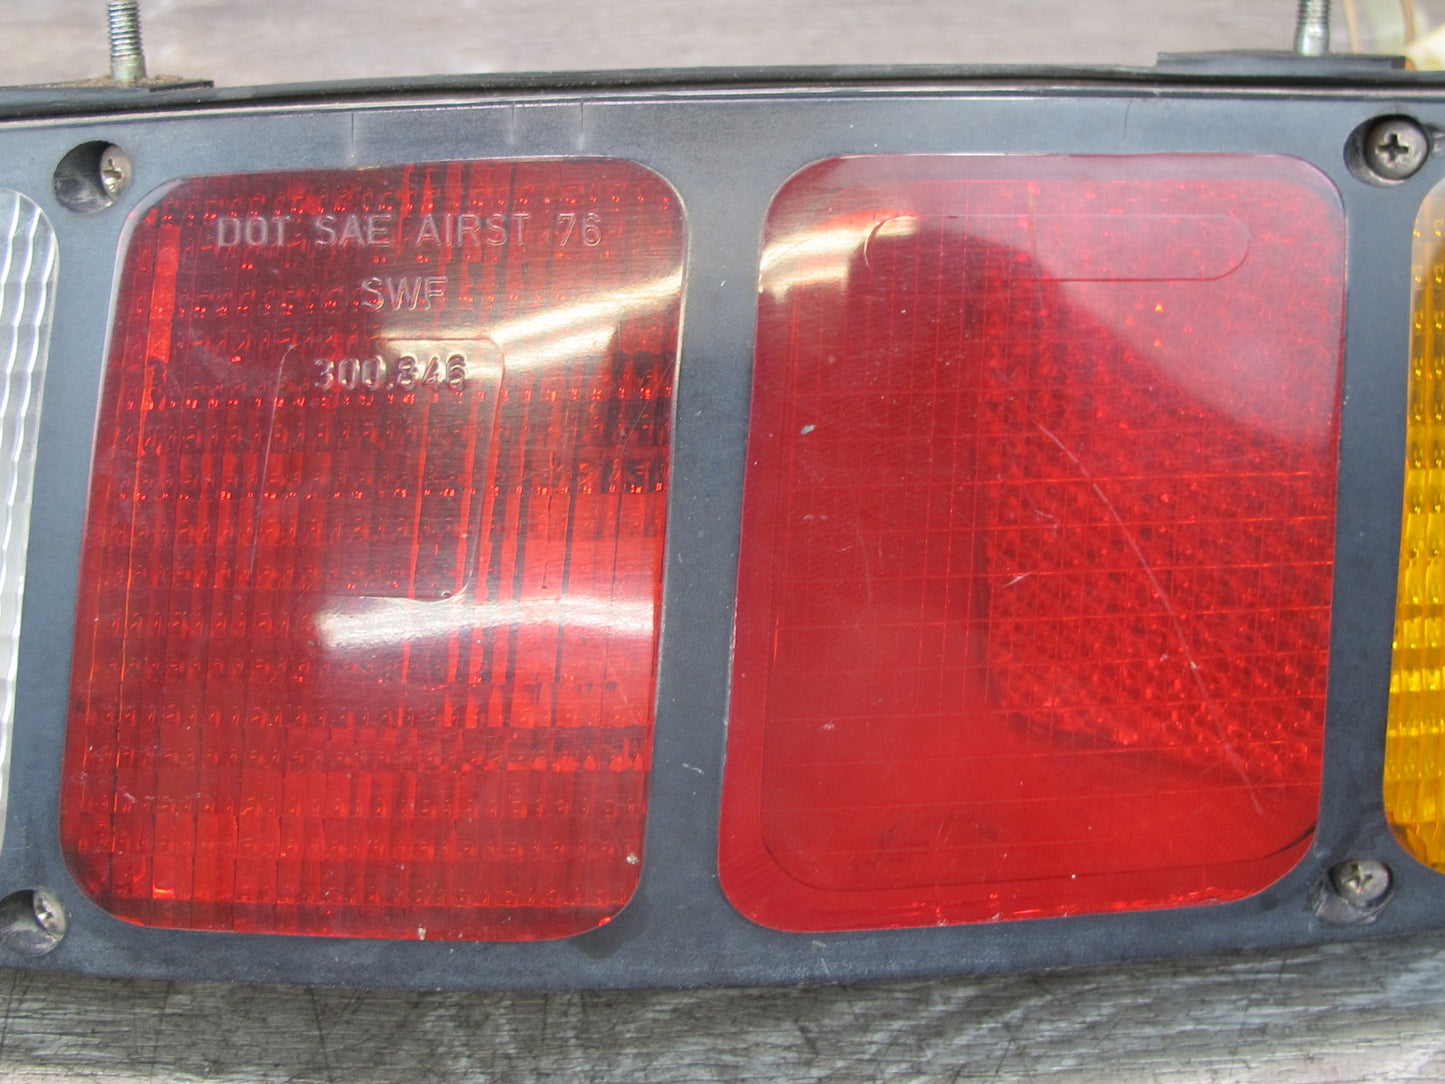 DOT SAE AIRST 76
SWF
300.846